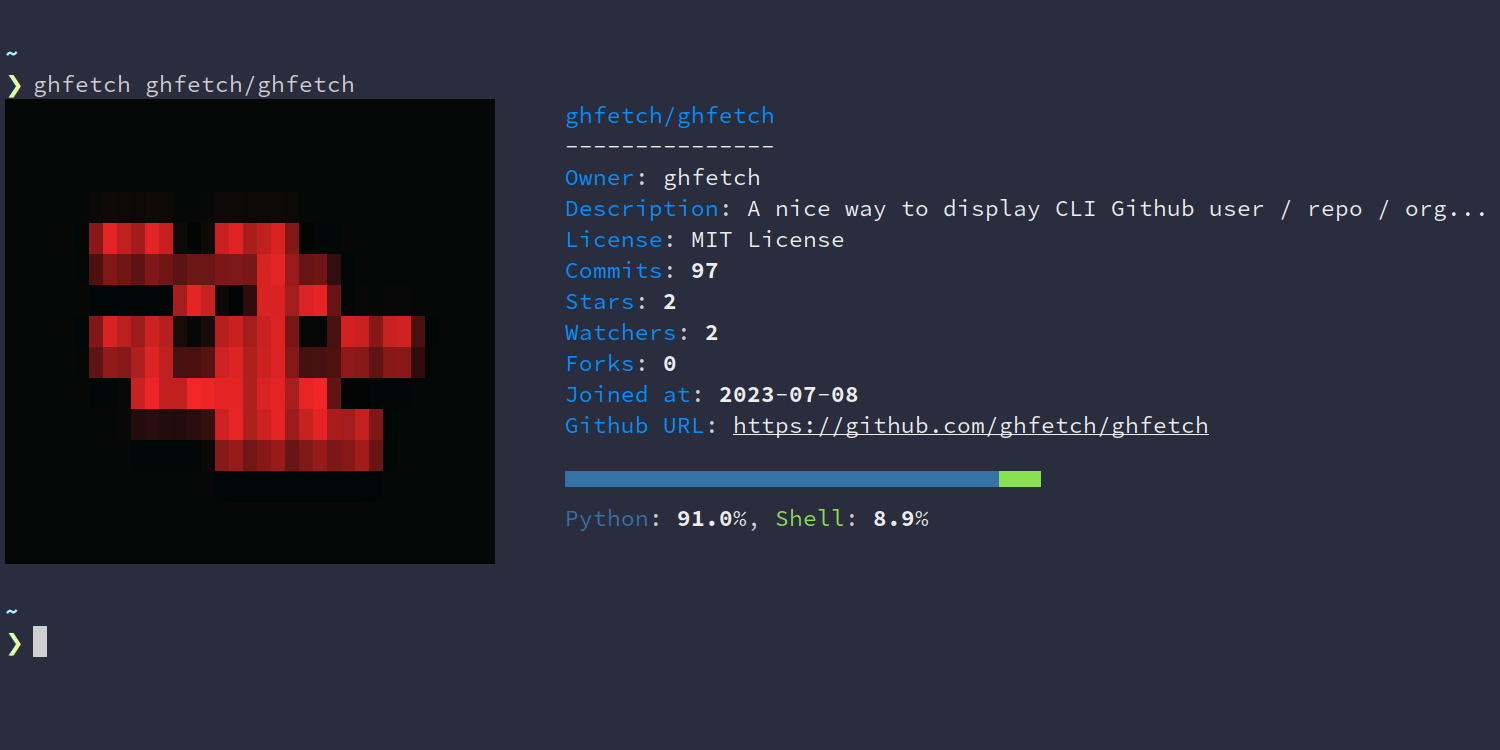 ~
❯ ghfetch ghfetch/ghfetch
ghfetch/ghfetch
---------------
Owner: ghfetch
Description: A nice way to display CLI Github user / repo / org...
License: MIT License
Commits: 97
Stars: 2
Watchers: 2
Forks: 0
Joined at: 2023-07-08
Github URL: https://github.com/ghfetch/ghfetch
Python: 91.0%, Shell: 8.9%
~
❯